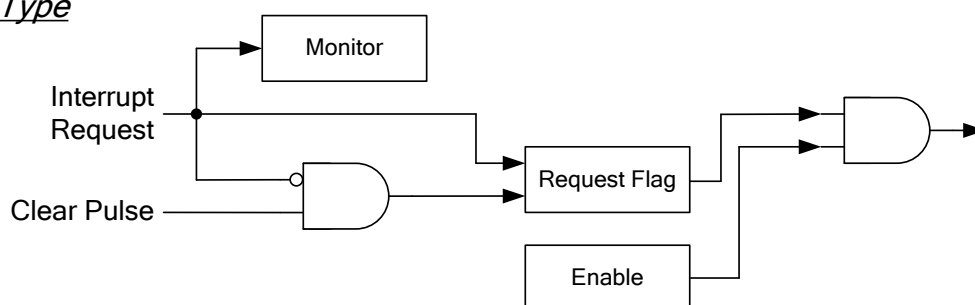 Type
Monitor
Interrupt
Request
Clear Pulse
Request Flag
Enable